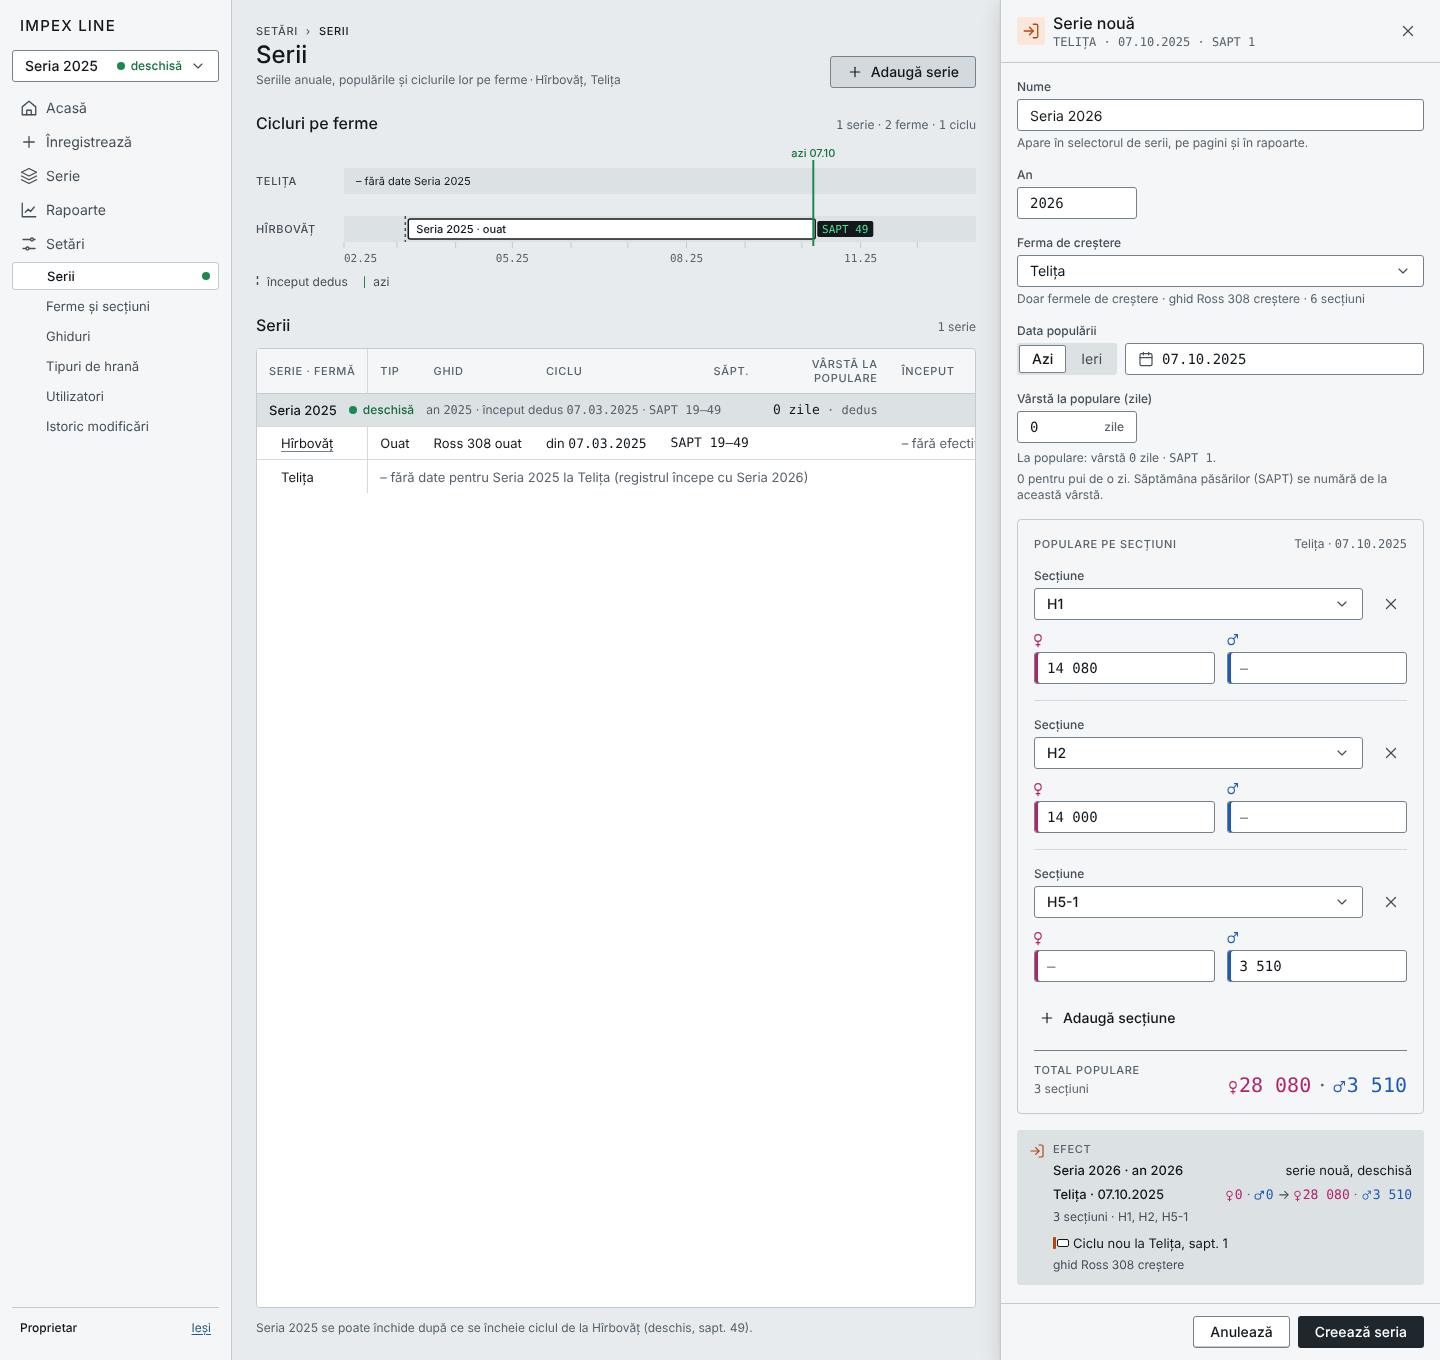 IMPEX LINE
Seria 2025 deschisă
Acasă
Înregistrează
Serie
Rapoarte
Setări
Serii
Ferme și secțiuni
Ghiduri
Tipuri de hrană
Utilizatori
Istoric modificări
Proprietar Ieși
SETĂRI › SERII
Serii
Seriile anuale, populările și ciclurile lor pe ferme · Hîrbovăț, Telița
Adaugă serie
Cicluri pe ferme
1 serie · 2 ferme · 1 ciclu
azi 07.10
TELIȚA – fără date Seria 2025
HÎRBOVĂȚ Seria 2025 · ouat SAPT 49
02.25 05.25 08.25 11.25
început dedus azi
Serii
1 serie
SERIE · FERMĂ TIP GHID CICLU SĂPT. VÂRSTĂ LA POPULARE ÎNCEPUT
Seria 2025 deschisă an 2025 · început dedus 07.03.2025 · SAPT 19–49 0 zile · dedus
Hîrbovăț Ouat Ross 308 ouat din 07.03.2025 SAPT 19–49 – fără efecti
Telița – fără date pentru Seria 2025 la Telița (registrul începe cu Seria 2026)
Seria 2025 se poate închide după ce se încheie ciclul de la Hîrbovăț (deschis, sapt. 49).
Serie nouă
TELIȚA · 07.10.2025 · SAPT 1
Nume
Seria 2026
Apare în selectorul de serii, pe pagini și în rapoarte.
An
2026
Ferma de creștere
Telița
Doar fermele de creștere · ghid Ross 308 creștere · 6 secțiuni
Data populării
Azi Ieri 07.10.2025
Vârstă la populare (zile)
0 zile
La populare: vârstă 0 zile · SAPT 1.
0 pentru pui de o zi. Săptămâna păsărilor (SAPT) se numără de la
această vârstă.
POPULARE PE SECȚIUNI Telița · 07.10.2025
Secțiune
H1
♀ ♂
14 080 –
Secțiune
H2
♀ ♂
14 000 –
Secțiune
H5-1
♀ ♂
– 3 510
Adaugă secțiune
TOTAL POPULARE
3 secțiuni
♀28 080 · ♂3 510
EFECT
Seria 2026 · an 2026 serie nouă, deschisă
Telița · 07.10.2025 ♀0 · ♂0 → ♀28 080 · ♂3 510
3 secțiuni · H1, H2, H5-1
Ciclu nou la Telița, sapt. 1
ghid Ross 308 creștere
Anulează Creează seria